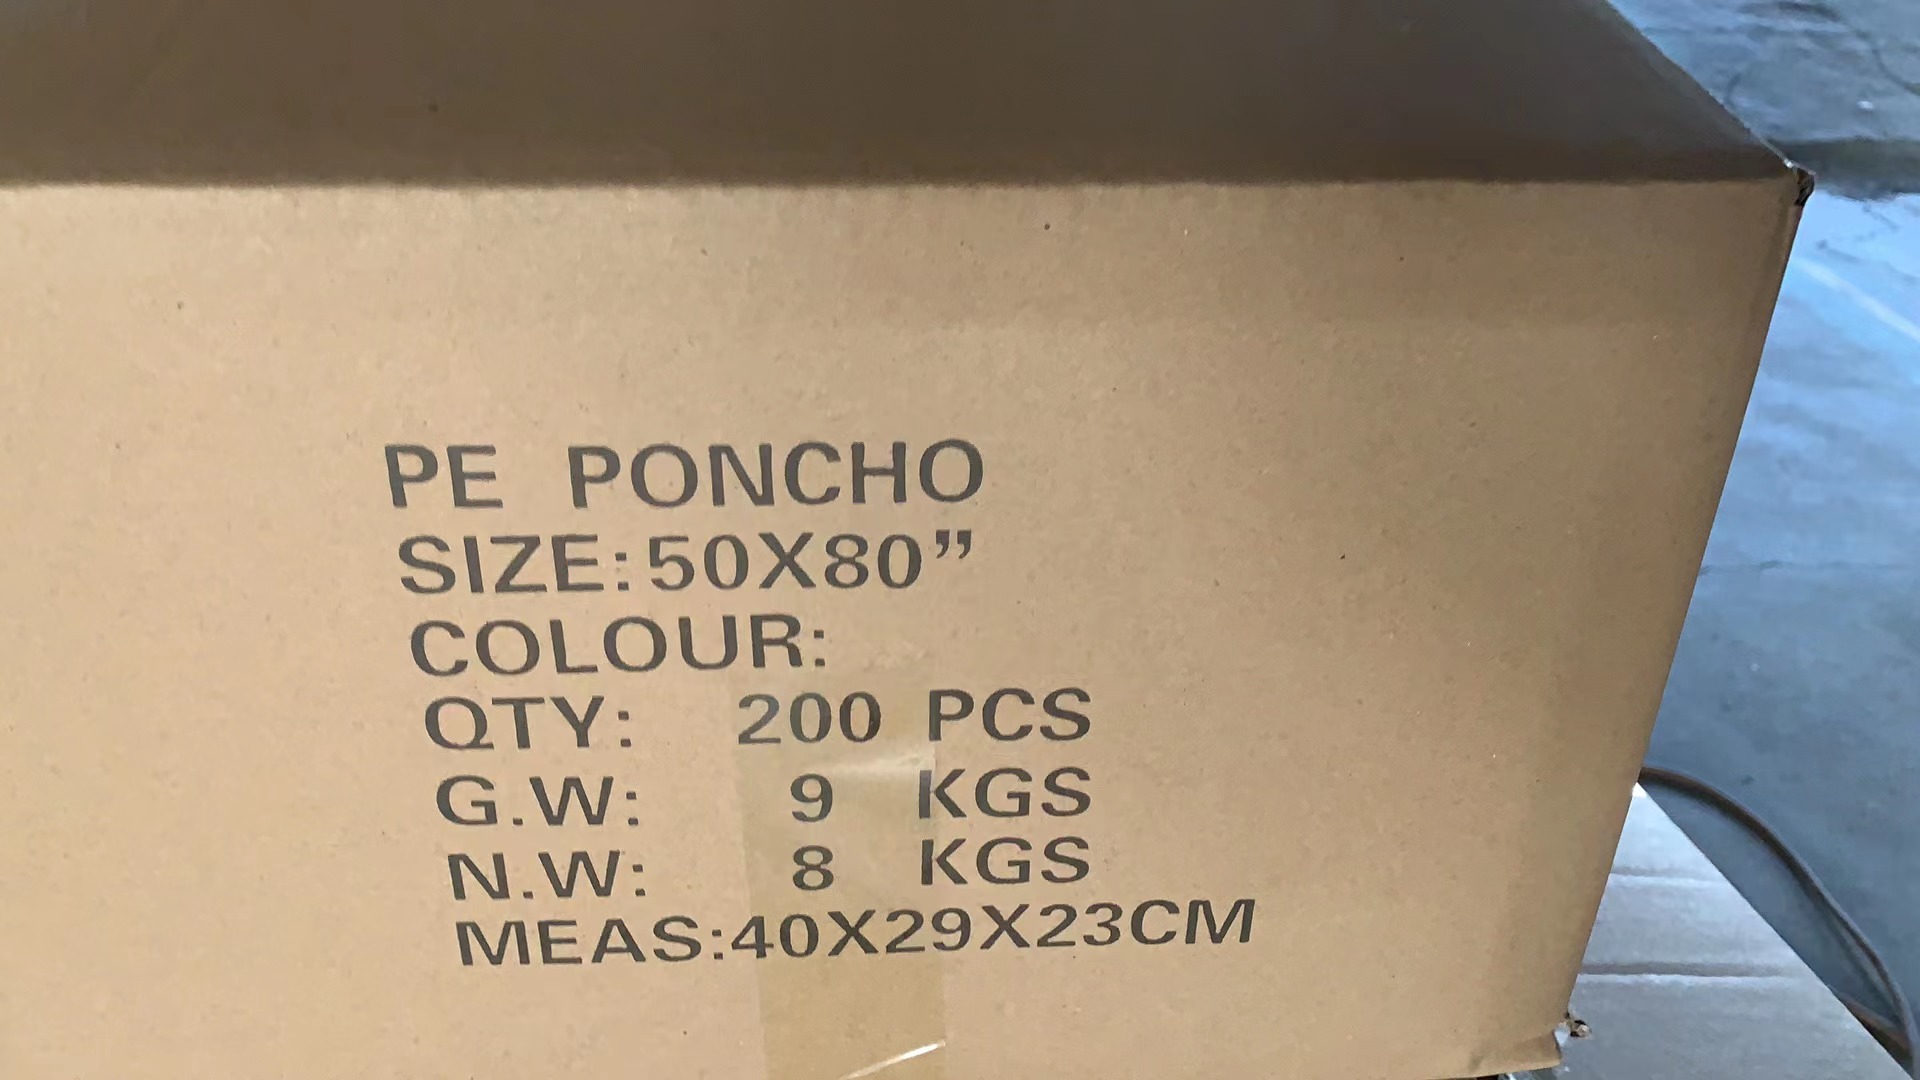 PE PONCHO
SIZE:50X80”
COLOUR:
QTY: 200 PCS
G.W: 9 KGS
N.W: 8 KGS
MEAS:40X29X23CM